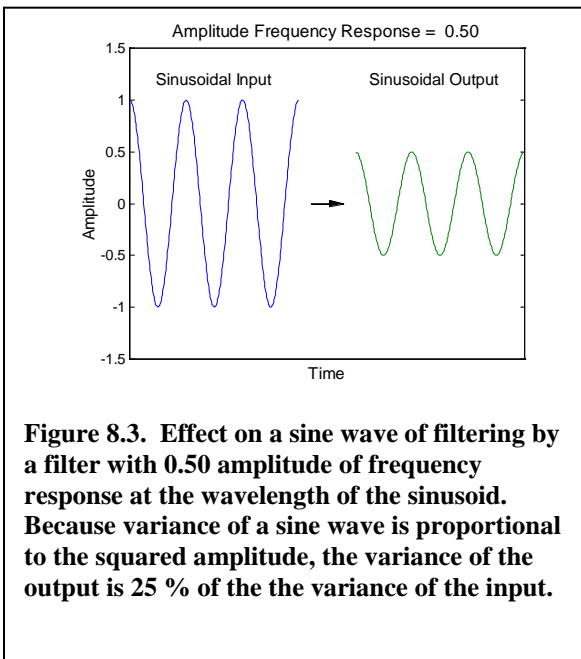 Amplitude Frequency Response = 0.50
1.5
Sinusoidal Input
Sinusoidal Output
1
0.5
Amplitude
0
-0.5
-1
-1.5
Time
Figure 8.3. Effect on a sine wave of filtering by
a filter with 0.50 amplitude of frequency
response at the wavelength of the sinusoid.
Because variance of a sine wave is proportional
to the squared amplitude, the variance of the
output is 25 % of the the variance of the input.